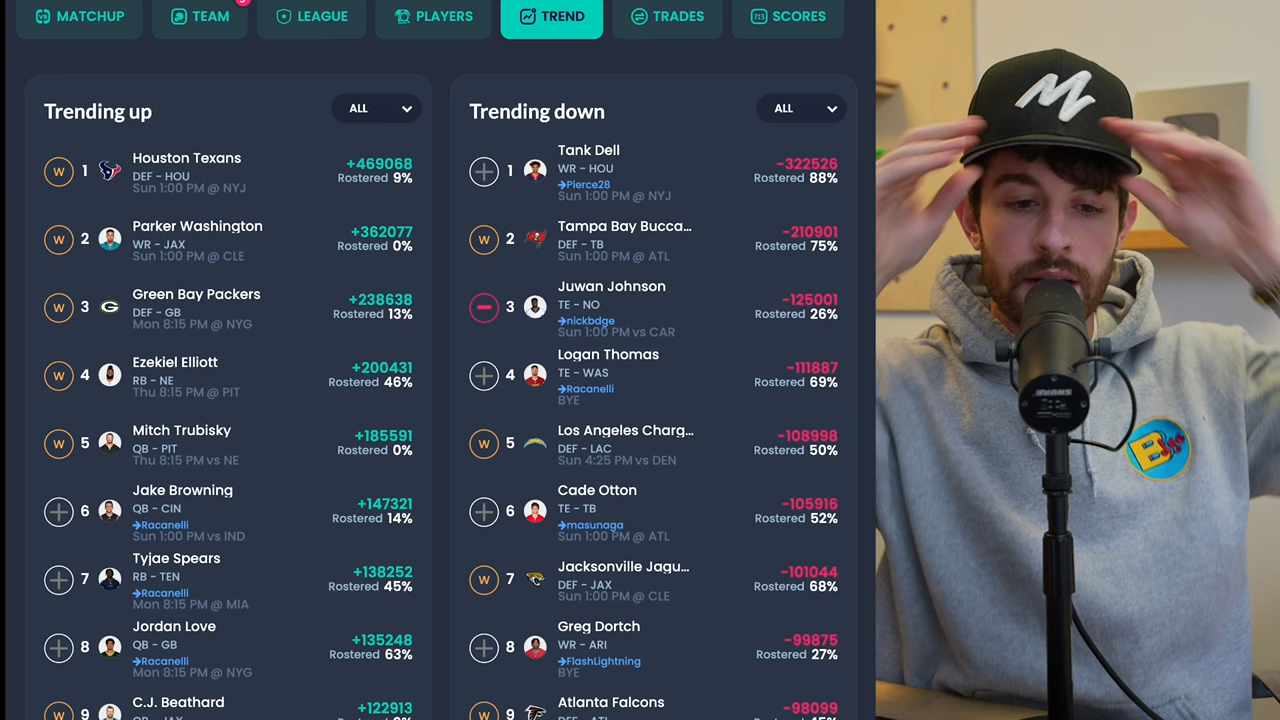 MATCHUP
TEAM
LEAGUE
PLAYERS
TREND
TRADES
SCORES
Trending up
ALL
W 1 Houston Texans +469068
DEF - HOU Rostered 9%
Sun 1:00 PM @ NYJ
W 2 Parker Washington +362077
WR - JAX Rostered 0%
Sun 1:00 PM @ CLE
W 3 Green Bay Packers +238638
DEF - GB Rostered 13%
Mon 8:15 PM @ NYG
W 4 Ezekiel Elliott +200431
RB - NE Rostered 46%
Thu 8:15 PM @ PIT
W 5 Mitch Trubisky +185591
QB - PIT Rostered 0%
Thu 8:15 PM vs NE
6 Jake Browning +147321
QB - CIN Rostered 14%
Racanelli
Sun 1:00 PM vs IND
7 Tyjae Spears +138252
RB - TEN Rostered 45%
Racanelli
Mon 8:15 PM @ MIA
8 Jordan Love +135248
QB - GB Rostered 63%
Racanelli
Mon 8:15 PM @ NYG
W 9 C.J. Beathard +122913
Trending down
ALL
1 Tank Dell -322526
WR - HOU Rostered 88%
Pierce28
Sun 1:00 PM @ NYJ
W 2 Tampa Bay Bucca... -210901
DEF - TB Rostered 75%
Sun 1:00 PM @ ATL
3 Juwan Johnson -125001
TE - NO Rostered 26%
nickbdge
Sun 1:00 PM vs CAR
4 Logan Thomas -111887
TE - WAS Rostered 69%
Racanelli
BYE
W 5 Los Angeles Charg... -108998
DEF - LAC Rostered 50%
Sun 4:25 PM vs DEN
6 Cade Otton -105916
TE - TB Rostered 52%
masunaga
Sun 1:00 PM @ ATL
W 7 Jacksonville Jagu... -101044
DEF - JAX Rostered 68%
Sun 1:00 PM @ CLE
8 Greg Dortch -99875
WR - ARI Rostered 27%
FlashLightning
BYE
W 9 Atlanta Falcons -98099
M
SHURE